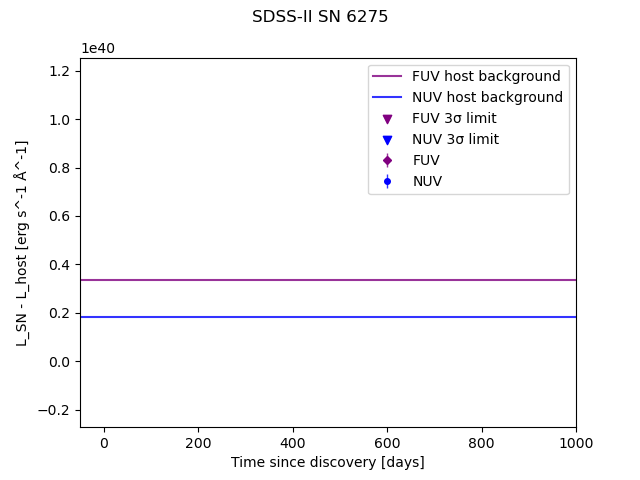 SDSS-II SN 6275
1e40
FUV host background
NUV host background
FUV 3σ limit
NUV 3σ limit
FUV
NUV
1.2
1.0
0.8
0.6
0.4
0.2
0.0
−0.2
L_SN - L_host [erg s^-1 Å^-1]
0 200 400 600 800 1000
Time since discovery [days]